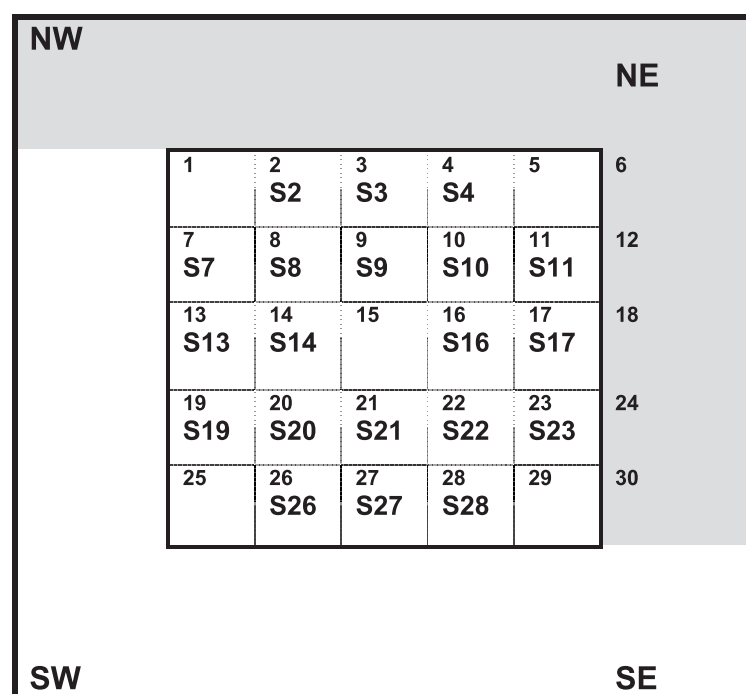 NW
NE
1 2 3 4 5 6
S2 S3 S4
7 8 9 10 11 12
S7 S8 S9 S10 S11
13 14 15 16 17 18
S13 S14 S16 S17
19 20 21 22 23 24
S19 S20 S21 S22 S23
25 26 27 28 29 30
S26 S27 S28
SW SE